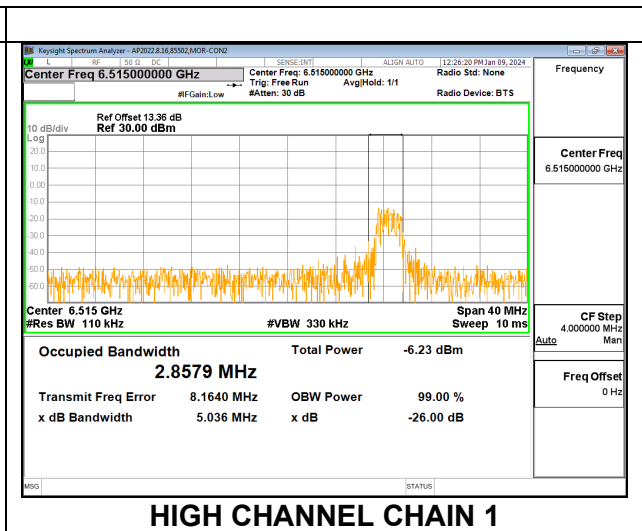 Keysight Spectrum Analyzer - AP2022.8.16,85502,MOR-CON2
LXI L RF 50 Ω DC SENSE:INT ALIGN AUTO 12:26:20 PM Jan 09, 2024
Center Freq 6.515000000 GHz
Center Freq: 6.515000000 GHz Radio Std: None
Trig: Free Run Avg|Hold: 1/1
#IFGain:Low #Atten: 30 dB Radio Device: BTS
Frequency
Ref Offset 13.36 dB
10 dB/div Ref 30.00 dBm
Log
20.0
10.0
0.00
-10.0
-20.0
-30.0
-40.0
-50.0
-60.0
Center Freq
6.515000000 GHz
Center 6.515 GHz Span 40 MHz
#Res BW 110 kHz #VBW 330 kHz Sweep 10 ms
CF Step
4.000000 MHz
Auto Man
Occupied Bandwidth Total Power -6.23 dBm
2.8579 MHz
Freq Offset
0 Hz
Transmit Freq Error 8.1640 MHz OBW Power 99.00 %
x dB Bandwidth 5.036 MHz x dB -26.00 dB
MSG STATUS
HIGH CHANNEL CHAIN 1